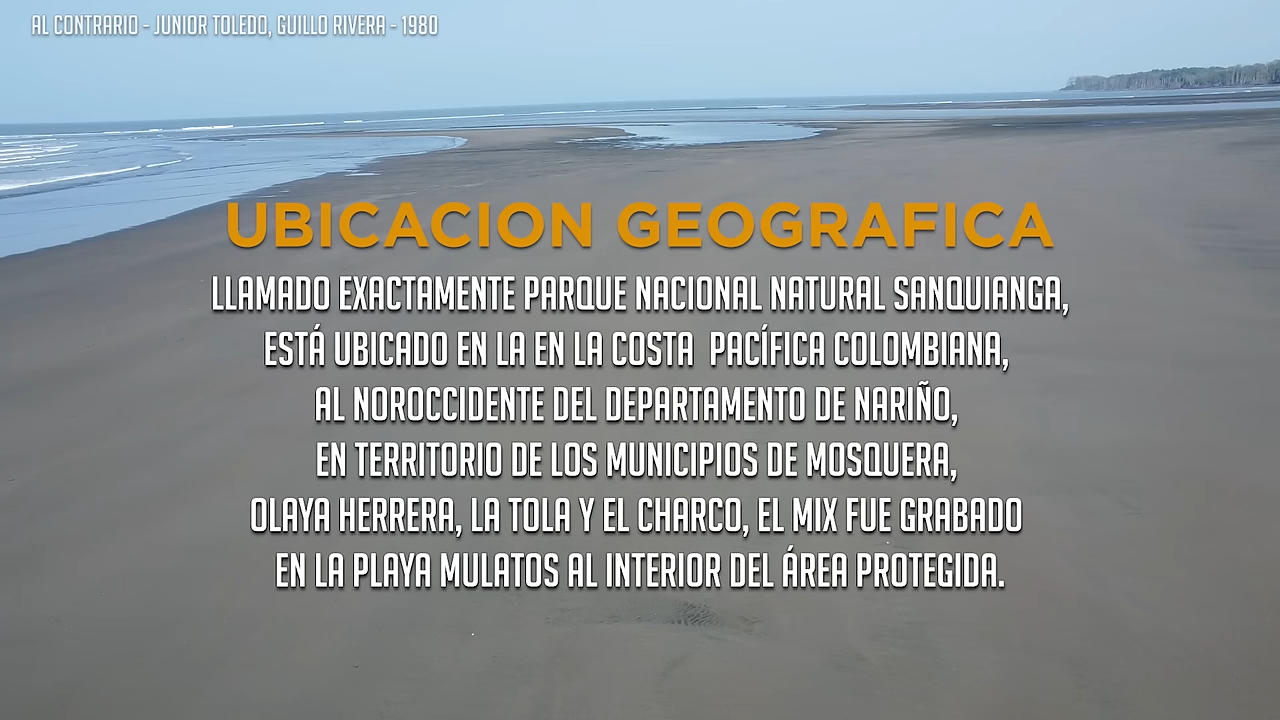 AL CONTRARIO - JUNIOR TOLEDO, GUILLO RIVERA - 1980
UBICACION GEOGRAFICA
LLAMADO EXACTAMENTE PARQUE NACIONAL NATURAL SANQUIANGA,
ESTÁ UBICADO EN LA EN LA COSTA PACÍFICA COLOMBIANA,
AL NOROCCIDENTE DEL DEPARTAMENTO DE NARIÑO,
EN TERRITORIO DE LOS MUNICIPIOS DE MOSQUERA,
OLAYA HERRERA, LA TOLA Y EL CHARCO, EL MIX FUE GRABADO
EN LA PLAYA MULATOS AL INTERIOR DEL ÁREA PROTEGIDA.